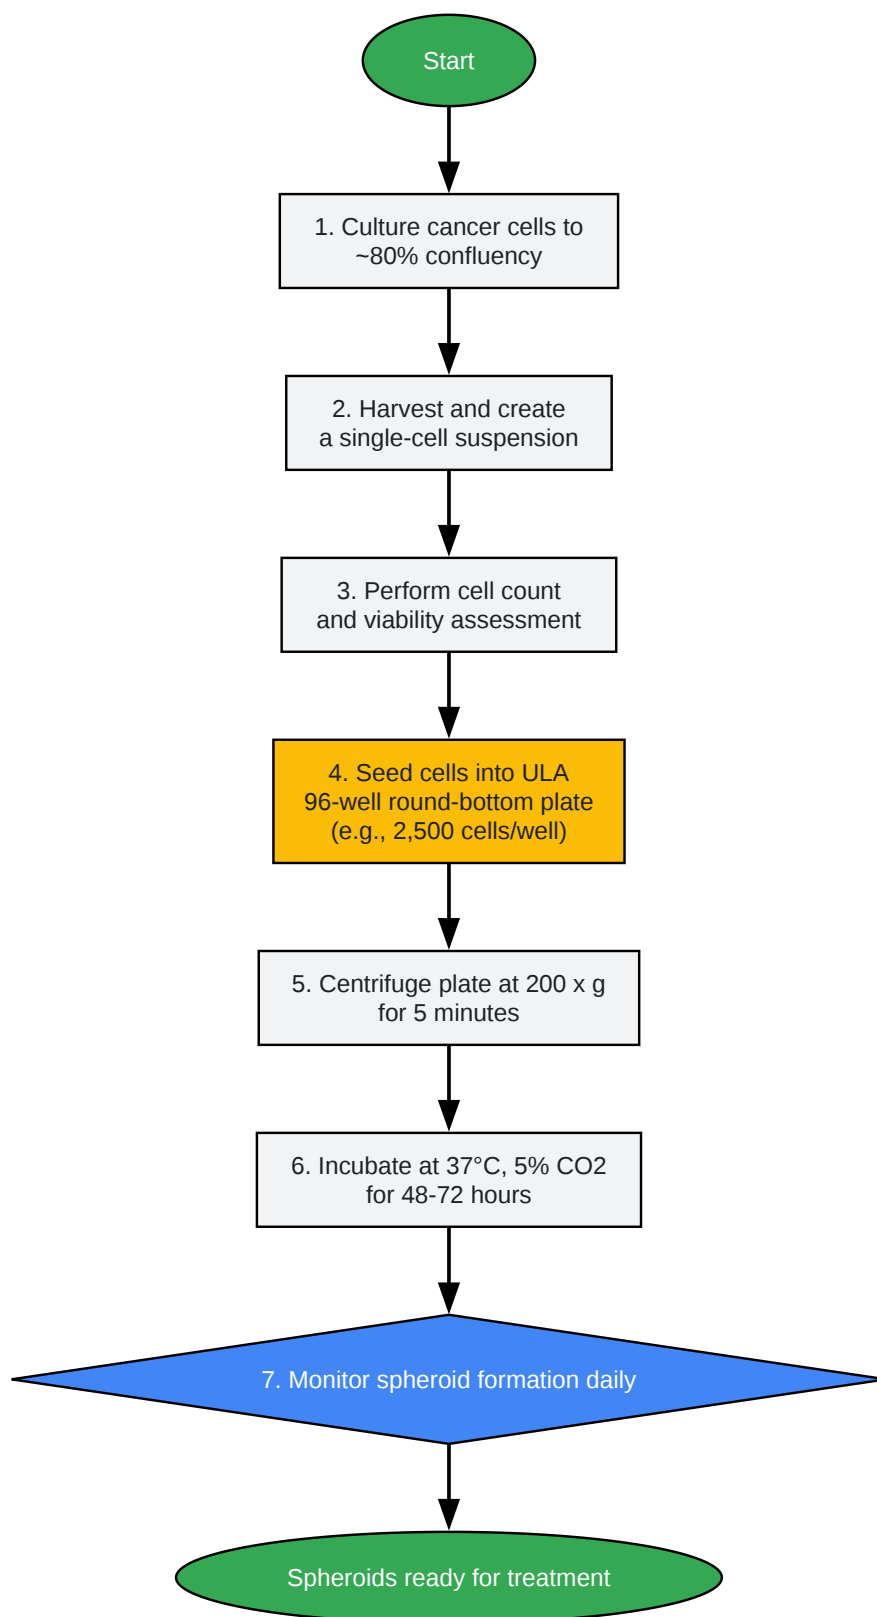 Start
1. Culture cancer cells to
~80% confluency
2. Harvest and create
a single-cell suspension
3. Perform cell count
and viability assessment
4. Seed cells into ULA
96-well round-bottom plate
(e.g., 2,500 cells/well)
5. Centrifuge plate at 200 x g
for 5 minutes
6. Incubate at 37°C, 5% CO2
for 48-72 hours
7. Monitor spheroid formation daily
Spheroids ready for treatment